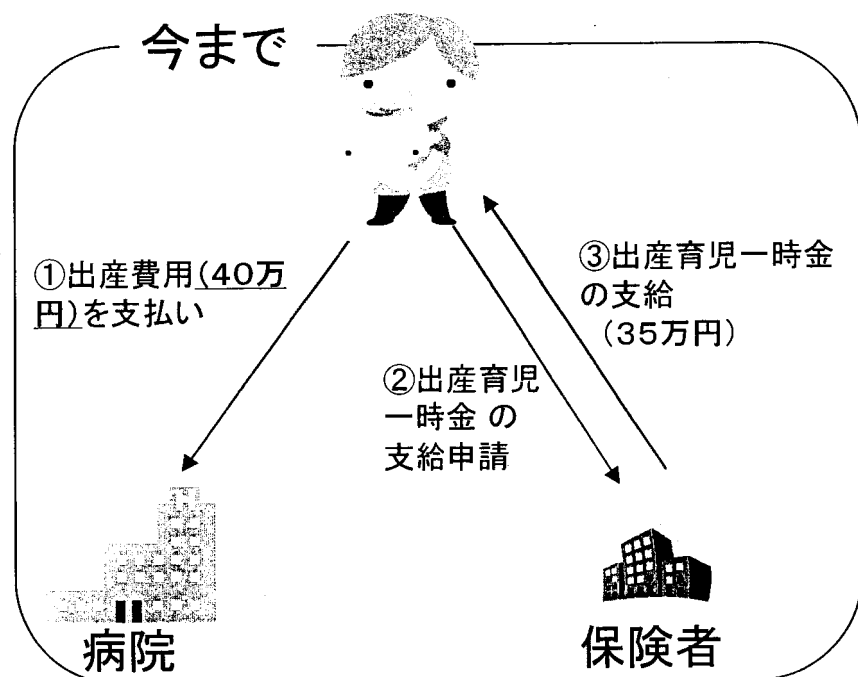 今まで
①出産費用(40万
円)を支払い
③出産育児一時金
の支給
(35万円)
②出産育児
一時金 の
支給申請
病院
保険者